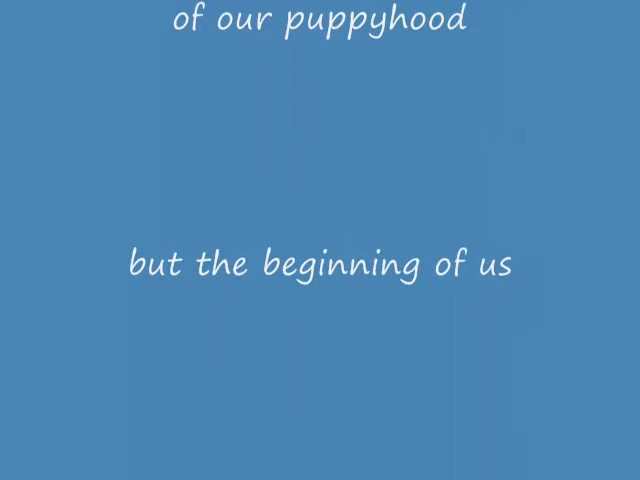 of our puppyhood
but the beginning of us